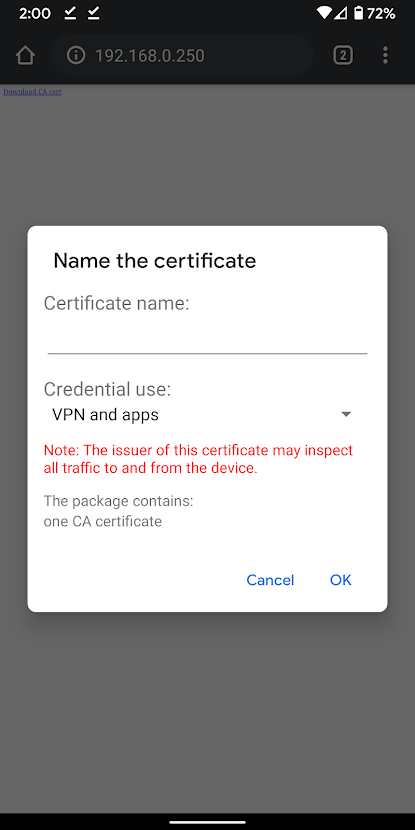 2:00
72%
192.168.0.250
2
Download CA cert
Name the certificate
Certificate name:
Credential use:
VPN and apps
Note: The issuer of this certificate may inspect
all traffic to and from the device.
The package contains:
one CA certificate
Cancel
OK